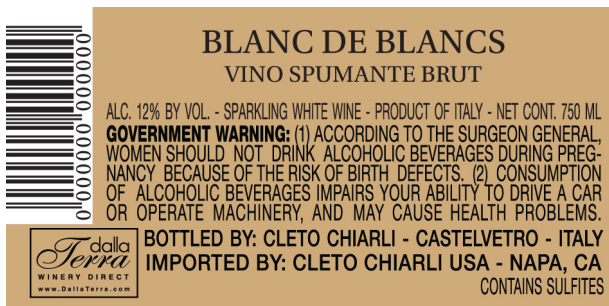 BLANC DE BLANCS
VINO SPUMANTE BRUT
ALC. 12% BY VOL. - SPARKLING WHITE WINE - PRODUCT OF ITALY - NET CONT. 750 ML
GOVERNMENT WARNING: (1) ACCORDING TO THE SURGEON GENERAL,
WOMEN SHOULD NOT DRINK ALCOHOLIC BEVERAGES DURING PREG-
NANCY BECAUSE OF THE RISK OF BIRTH DEFECTS. (2) CONSUMPTION
OF ALCOHOLIC BEVERAGES IMPAIRS YOUR ABILITY TO DRIVE A CAR
OR OPERATE MACHINERY, AND MAY CAUSE HEALTH PROBLEMS.
0 000000 000000
dalla
Terra
WINERY DIRECT
www.DallaTerra.com
BOTTLED BY: CLETO CHIARLI - CASTELVETRO - ITALY
IMPORTED BY: CLETO CHIARLI USA - NAPA, CA
CONTAINS SULFITES